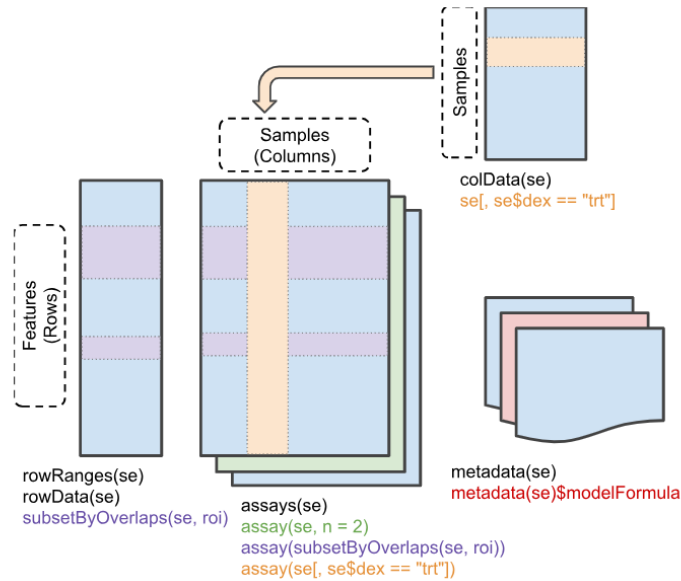 Samples
Samples
(Columns)
colData(se)
se[, se$dex == "trt"]
Features
(Rows)
rowRanges(se)
rowData(se)
subsetByOverlaps(se, roi)
assays(se)
assay(se, n = 2)
assay(subsetByOverlaps(se, roi))
assay(se[, se$dex == "trt"])
metadata(se)
metadata(se)$modelFormula